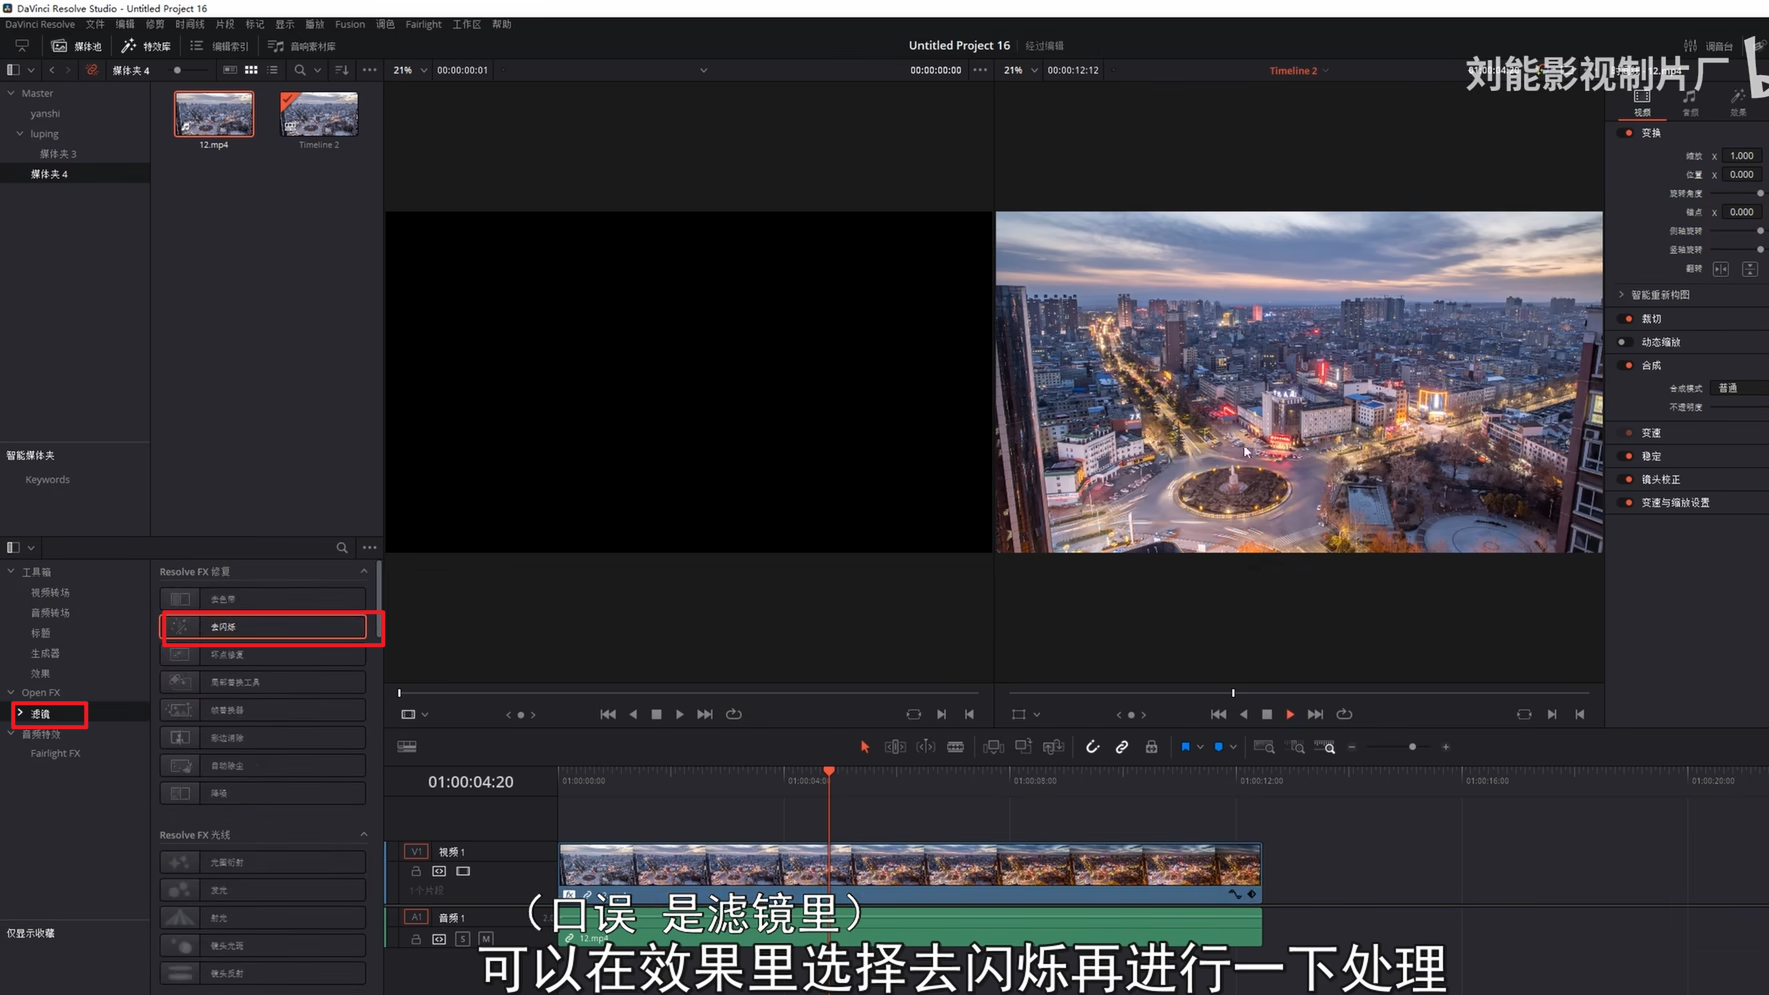 DaVinci Resolve Studio - Untitled Project 16
DaVinci Resolve 文件 编辑 修剪 时间线 片段 标记 显示 播放 Fusion 调色 Fairlight 工作区 帮助
媒体池 特效库 编辑索引 音响素材库
Untitled Project 16 经过编辑
调音台
媒体夹 4
21% 00:00:00:01
00:00:00:00
21% 00:00:12:12
Timeline 2
刘能影视制片厂
Master
yanshi
luping
媒体夹 3
媒体夹 4
12.mp4
Timeline 2
智能媒体夹
Keywords
视频 音频 效果
变换
缩放 X 1.000
位置 X 0.000
旋转角度
锚点 X 0.000
侧轴旋转
竖轴旋转
翻转
智能重新构图
裁切
动态缩放
合成
合成模式 普通
不透明度
变速
稳定
镜头校正
变速与缩放设置
工具箱
视频转场
音频转场
标题
生成器
效果
Open FX
滤镜
音频特效
Fairlight FX
仅显示收藏
Resolve FX 修复
去色带
去闪烁
坏点修复
局部替换工具
帧替换器
彩边消除
自动除尘
降噪
Resolve FX 光线
光圈衍射
发光
射光
镜头光斑
镜头反射
01:00:04:20
01:00:00:00
01:00:04:00
01:00:08:00
01:00:12:00
01:00:16:00
01:00:20:00
V1 视频 1
1个片段
A1 音频 1
S M
12.mp4
（口误 是滤镜里）
可以在效果里选择去闪烁再进行一下处理